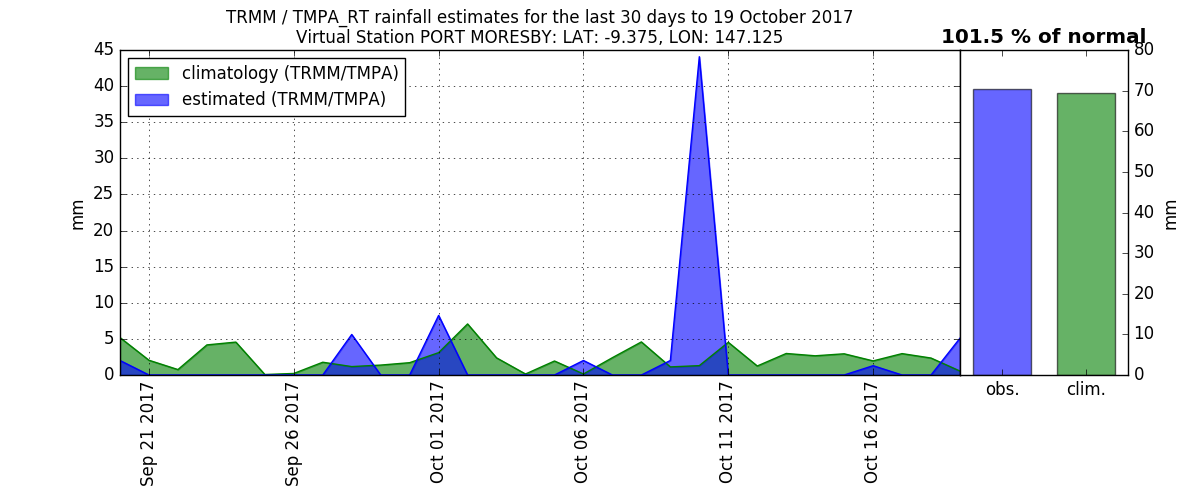 TRMM / TMPA_RT rainfall estimates for the last 30 days to 19 October 2017
Virtual Station PORT MORESBY: LAT: -9.375, LON: 147.125
101.5 % of normal
climatology (TRMM/TMPA)
estimated (TRMM/TMPA)
45
40
35
30
25
20
15
10
5
0
mm
Sep 21 2017
Sep 26 2017
Oct 01 2017
Oct 06 2017
Oct 11 2017
Oct 16 2017
obs.
clim.
80
70
60
50
40
30
20
10
0
mm